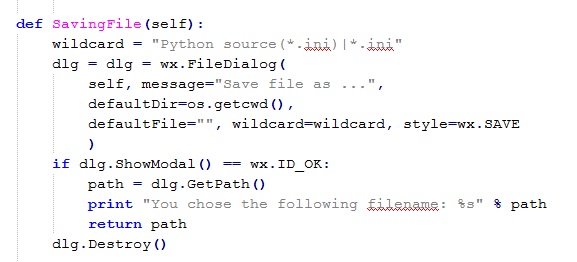 def SavingFile(self):
    wildcard = "Python source(*.ini)|*.ini"
    dlg = dlg = wx.FileDialog(
        self, message="Save file as ...",
        defaultDir=os.getcwd(),
        defaultFile="", wildcard=wildcard, style=wx.SAVE
        )
    if dlg.ShowModal() == wx.ID_OK:
        path = dlg.GetPath()
        print "You chose the following filename: %s" % path
        return path
    dlg.Destroy()